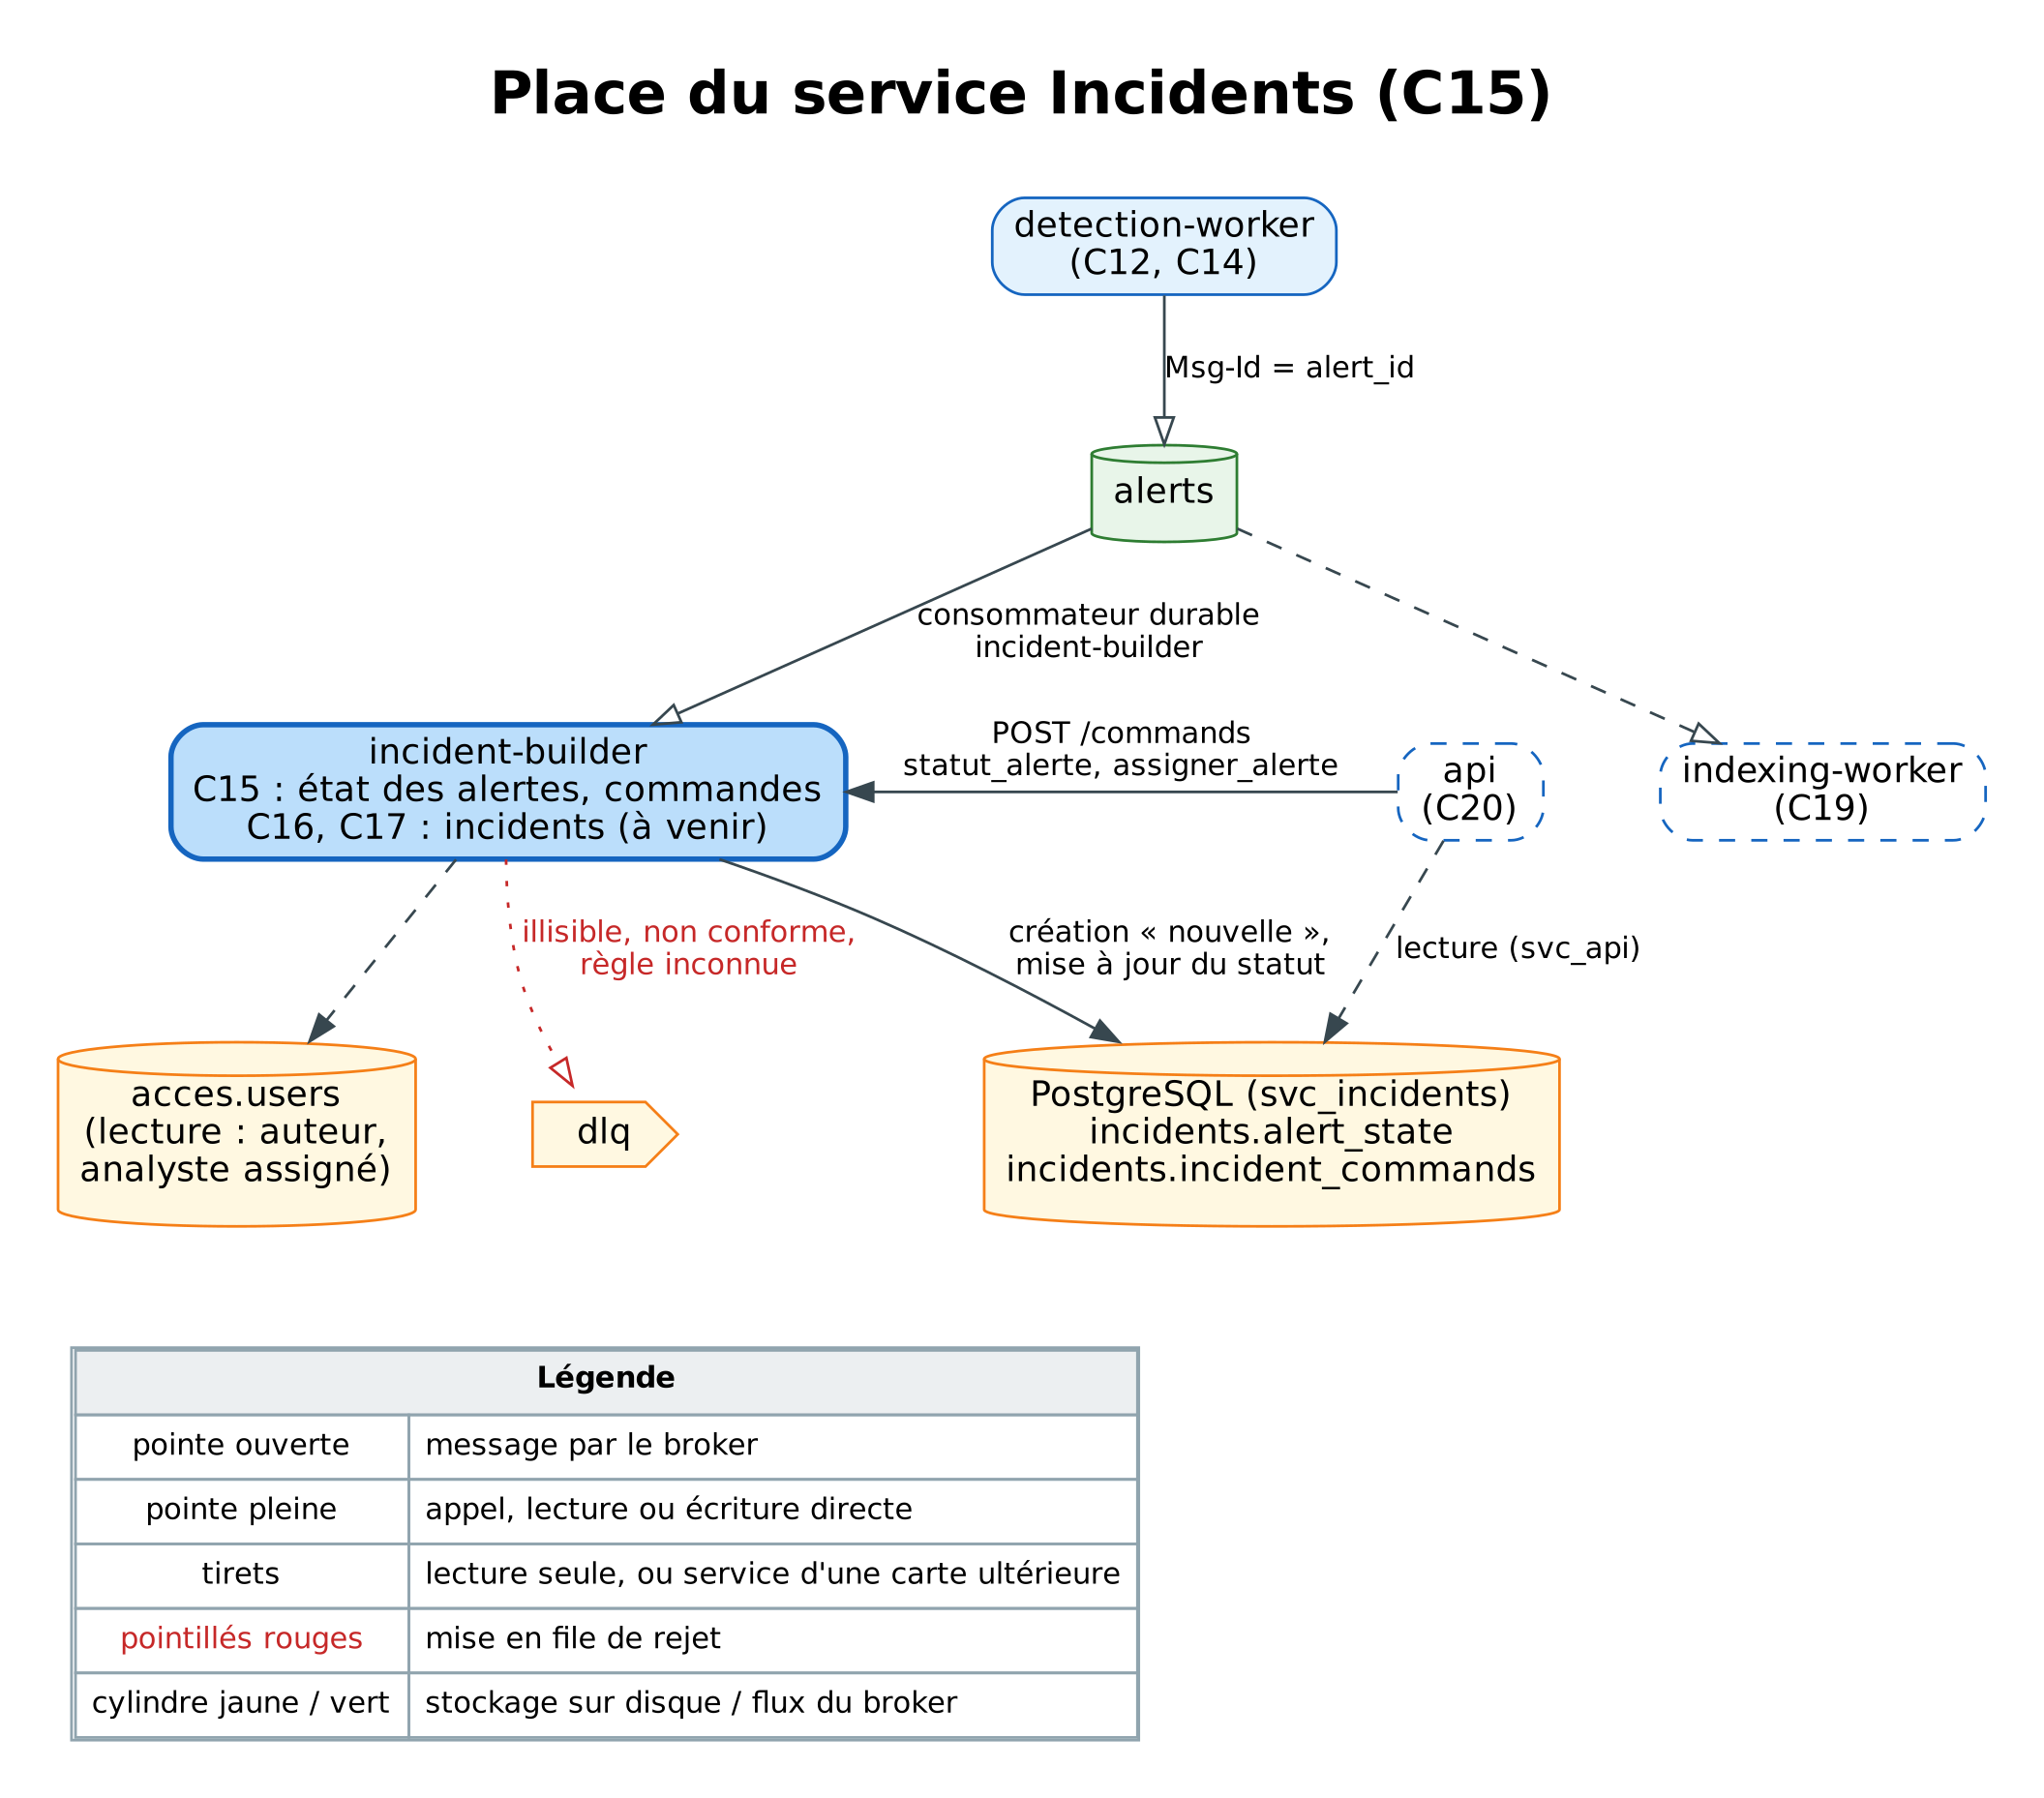 Place du service Incidents (C15)
detection-worker
(C12, C14)
Msg-Id = alert_id
alerts
consommateur durable
incident-builder
incident-builder
C15 : état des alertes, commandes
C16, C17 : incidents (à venir)
POST /commands
statut_alerte, assigner_alerte
api
(C20)
indexing-worker
(C19)
illisible, non conforme,
règle inconnue
création « nouvelle »,
mise à jour du statut
lecture (svc_api)
acces.users
(lecture : auteur,
analyste assigné)
dlq
PostgreSQL (svc_incidents)
incidents.alert_state
incidents.incident_commands
Légende
pointe ouverte
message par le broker
pointe pleine
appel, lecture ou écriture directe
tirets
lecture seule, ou service d'une carte ultérieure
pointillés rouges
mise en file de rejet
cylindre jaune / vert
stockage sur disque / flux du broker